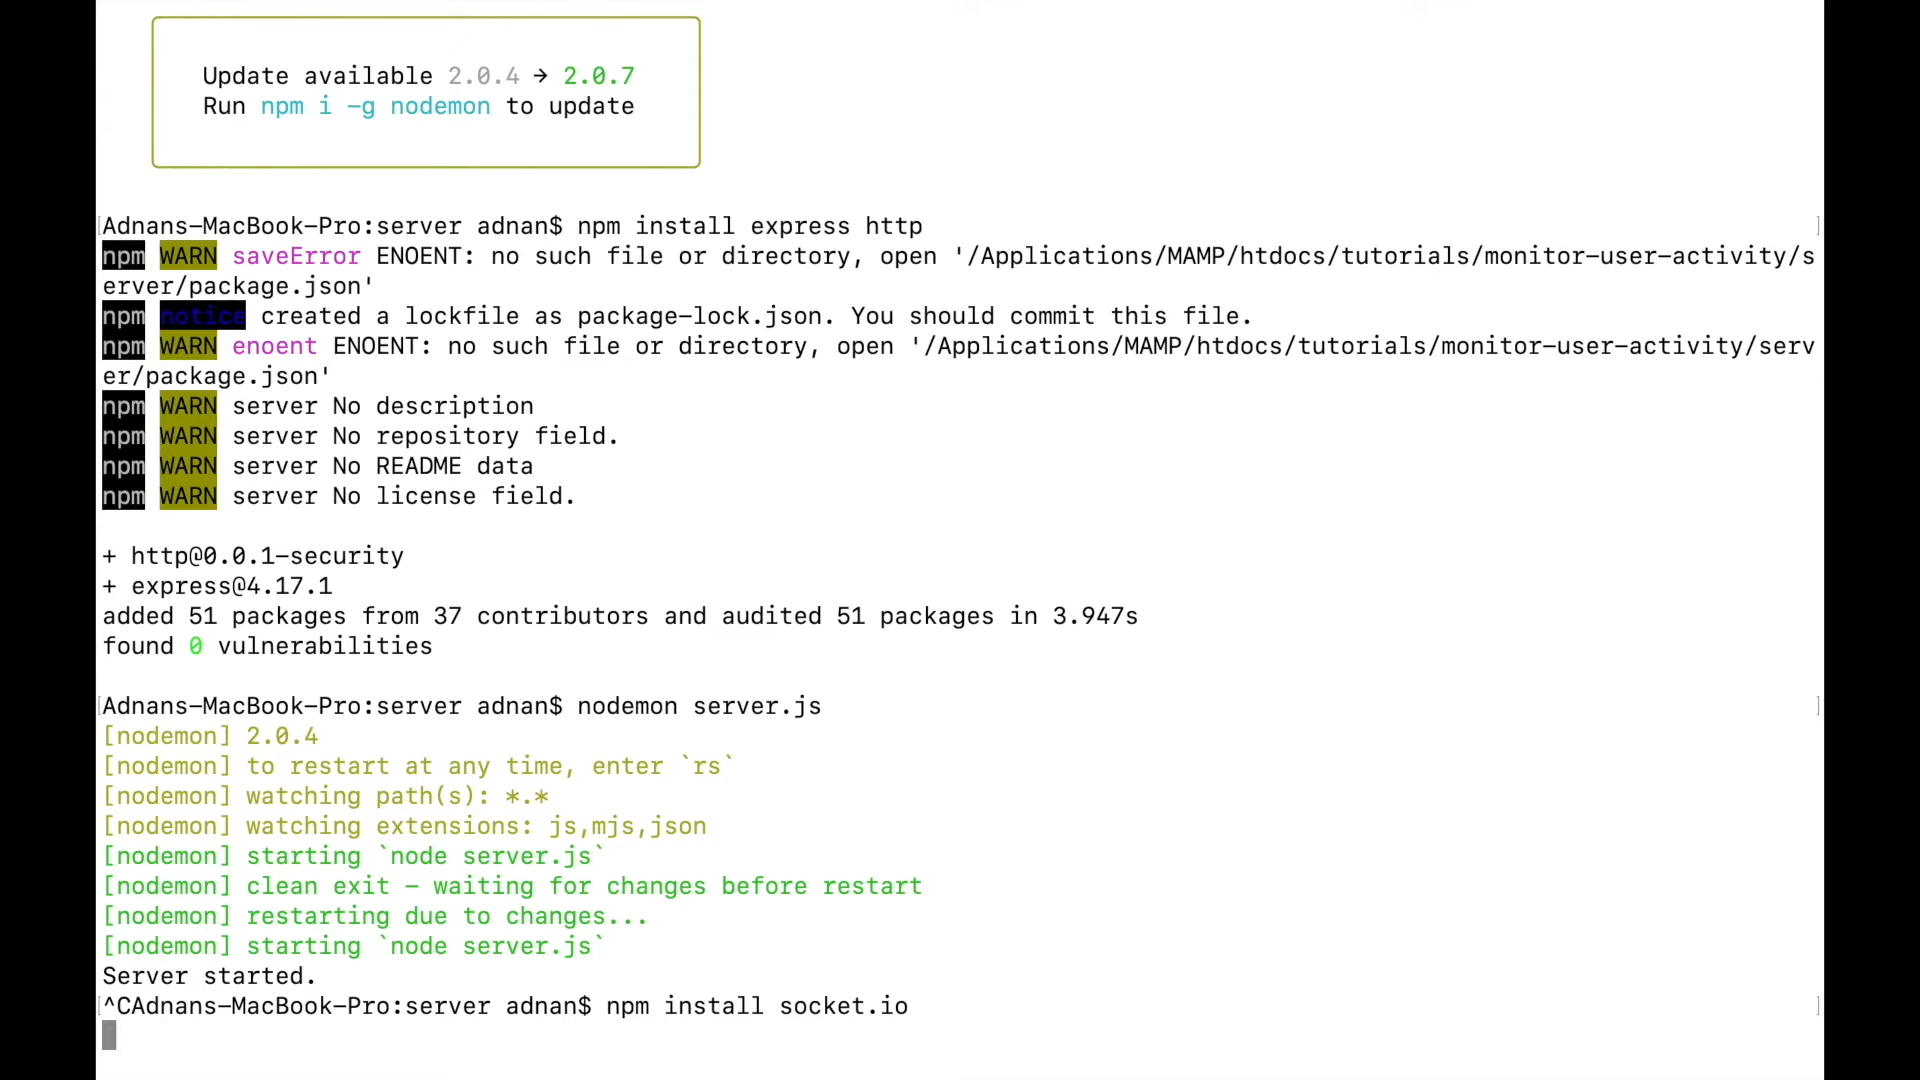 Update available 2.0.4 → 2.0.7
Run npm i -g nodemon to update
Adnans-MacBook-Pro:server adnan$ npm install express http
npm WARN saveError ENOENT: no such file or directory, open '/Applications/MAMP/htdocs/tutorials/monitor-user-activity/s
erver/package.json'
npm notice created a lockfile as package-lock.json. You should commit this file.
npm WARN enoent ENOENT: no such file or directory, open '/Applications/MAMP/htdocs/tutorials/monitor-user-activity/serv
er/package.json'
npm WARN server No description
npm WARN server No repository field.
npm WARN server No README data
npm WARN server No license field.
+ http@0.0.1-security
+ express@4.17.1
added 51 packages from 37 contributors and audited 51 packages in 3.947s
found 0 vulnerabilities
Adnans-MacBook-Pro:server adnan$ nodemon server.js
[nodemon] 2.0.4
[nodemon] to restart at any time, enter `rs`
[nodemon] watching path(s): *.*
[nodemon] watching extensions: js,mjs,json
[nodemon] starting `node server.js`
[nodemon] clean exit - waiting for changes before restart
[nodemon] restarting due to changes...
[nodemon] starting `node server.js`
Server started.
^CAdnans-MacBook-Pro:server adnan$ npm install socket.io